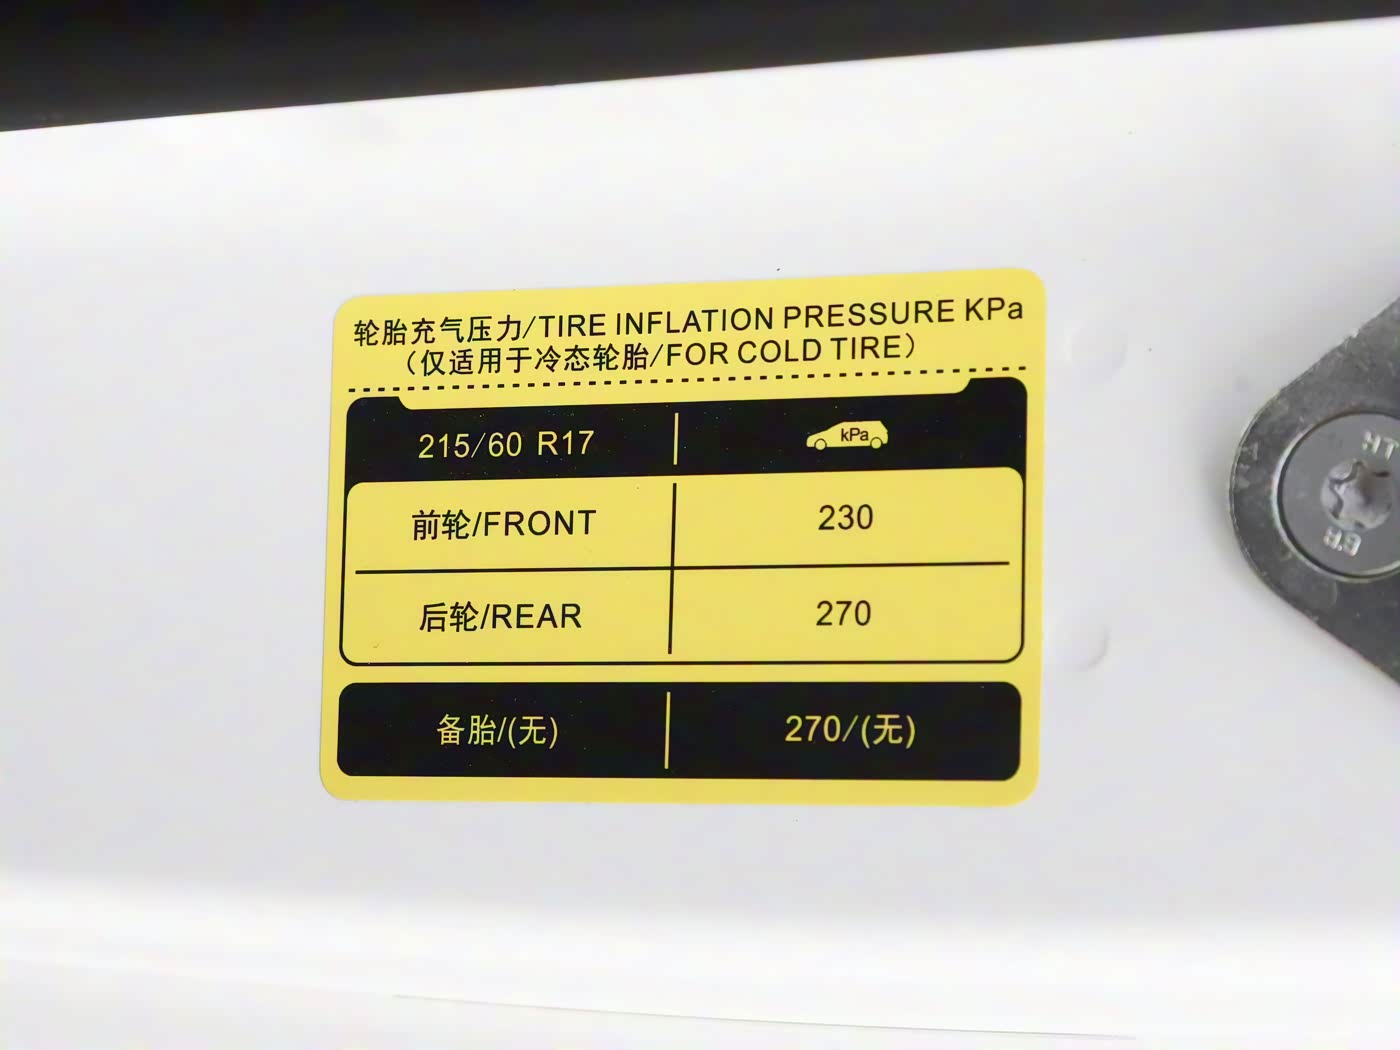 轮胎充气压力/TIRE INFLATION PRESSURE KPa
（仅适用于冷态轮胎/FOR COLD TIRE）
215/60 R17 kPa
前轮/FRONT 230
后轮/REAR 270
备胎/(无) 270/(无)